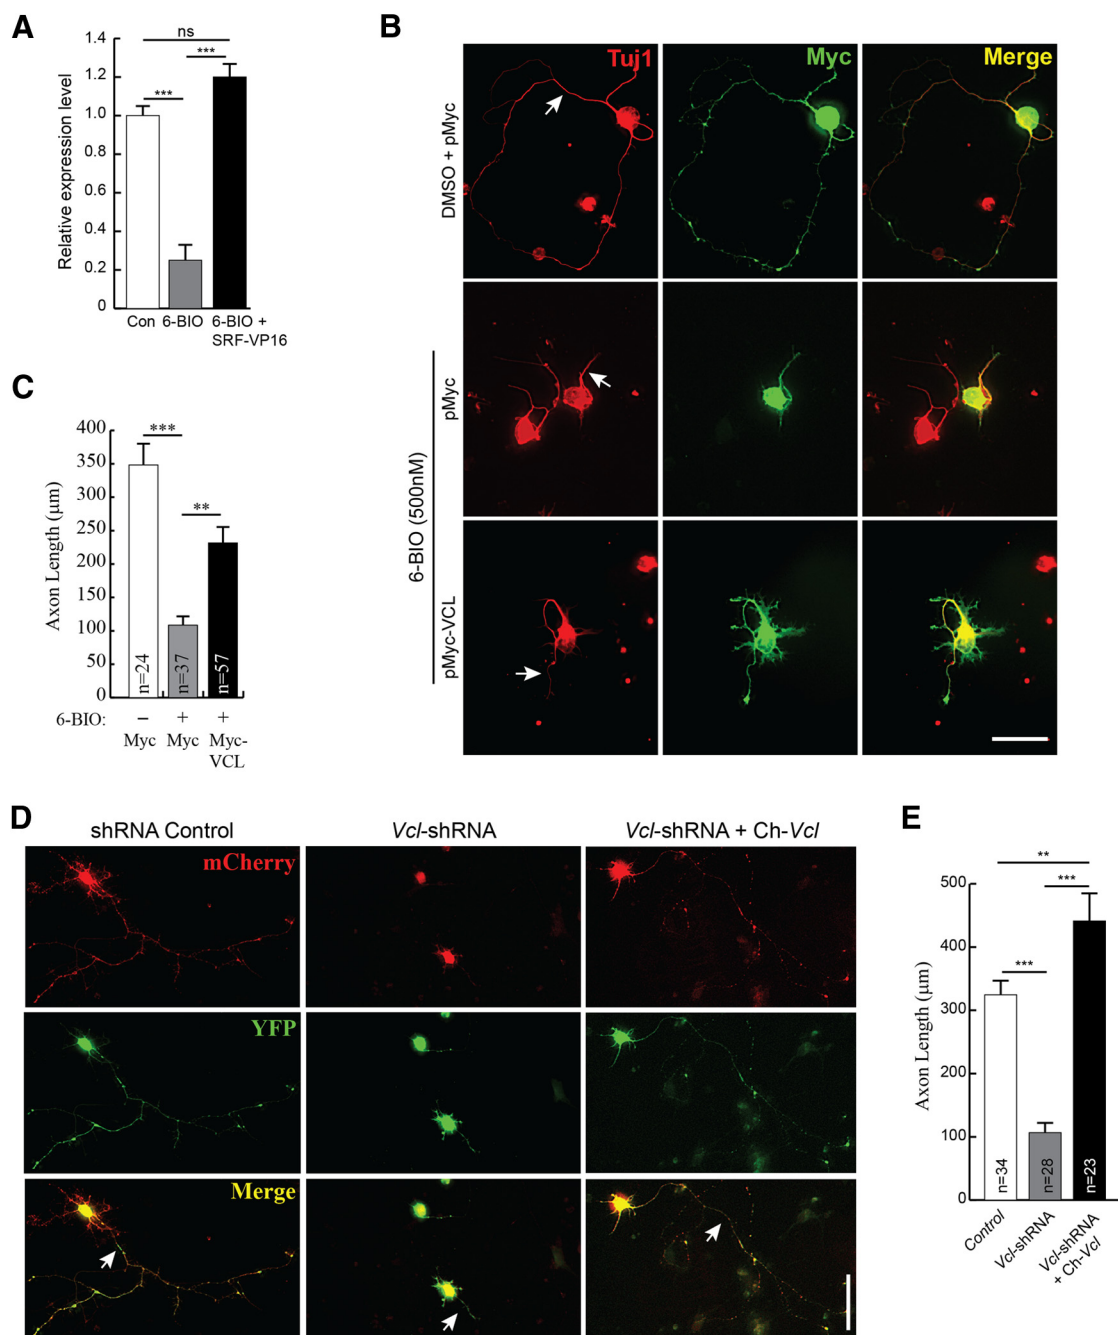 A
ns
***
***
1.4
1.2
1.0
0.8
0.6
0.4
0.2
0
Relative expression level
Con
6-BIO
6-BIO +
SRF-VP16
B
Tuj1
Myc
Merge
DMSO + pMyc
pMyc
pMyc-VCL
6-BIO (500nM)
C
***
**
400
350
300
250
200
150
100
50
0
Axon Length (μm)
n=24
n=37
n=57
6-BIO:
–
+
+
Myc
Myc
Myc-
VCL
D
shRNA Control
Vcl-shRNA
Vcl-shRNA + Ch-Vcl
mCherry
YFP
Merge
E
**
***
***
500
400
300
200
100
0
Axon Length (μm)
n=34
n=28
n=23
Control
Vcl-shRNA
Vcl-shRNA
+ Ch-Vcl